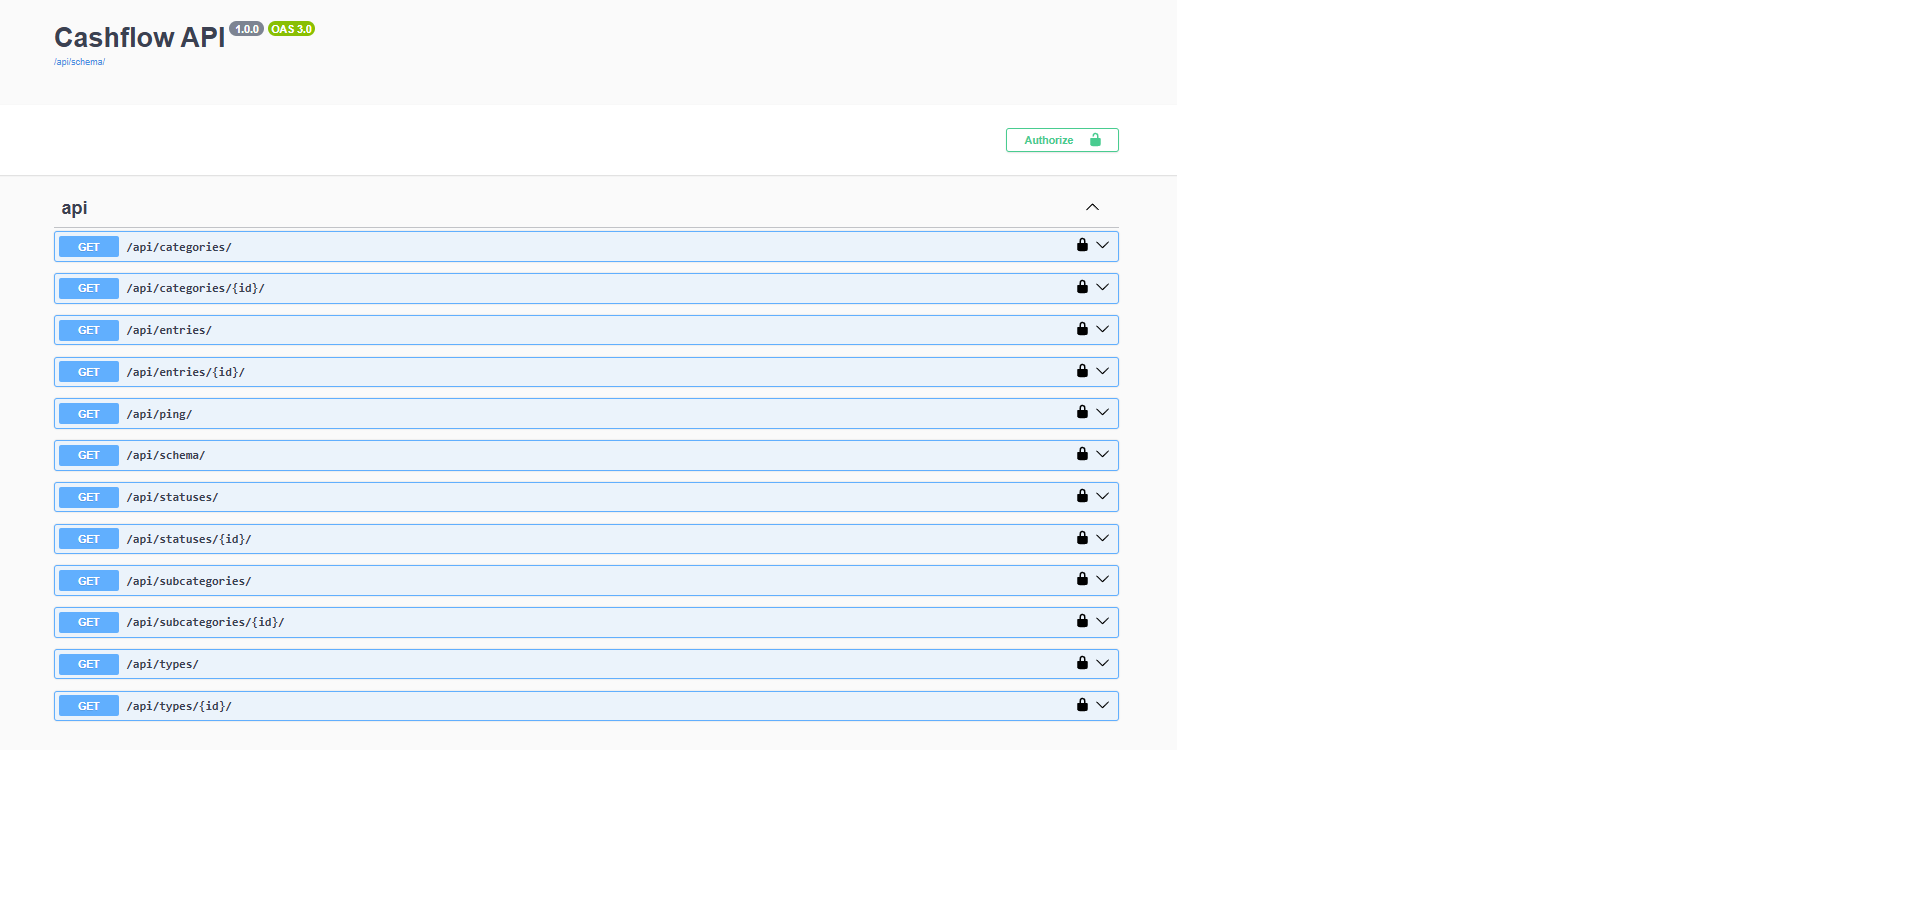 Cashflow API 1.0.0 OAS 3.0
/api/schema/
Authorize
api
GET /api/categories/
GET /api/categories/{id}/
GET /api/entries/
GET /api/entries/{id}/
GET /api/ping/
GET /api/schema/
GET /api/statuses/
GET /api/statuses/{id}/
GET /api/subcategories/
GET /api/subcategories/{id}/
GET /api/types/
GET /api/types/{id}/